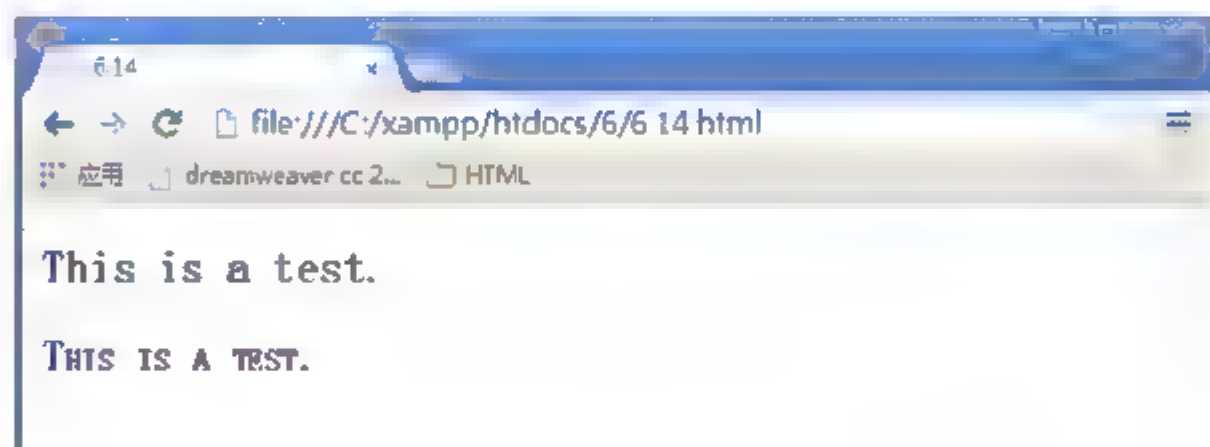 6.14
file:///C:/xampp/htdocs/6/6 14 html
应用 dreamweaver cc 2... HTML
This is a test.
THIS IS A TEST.